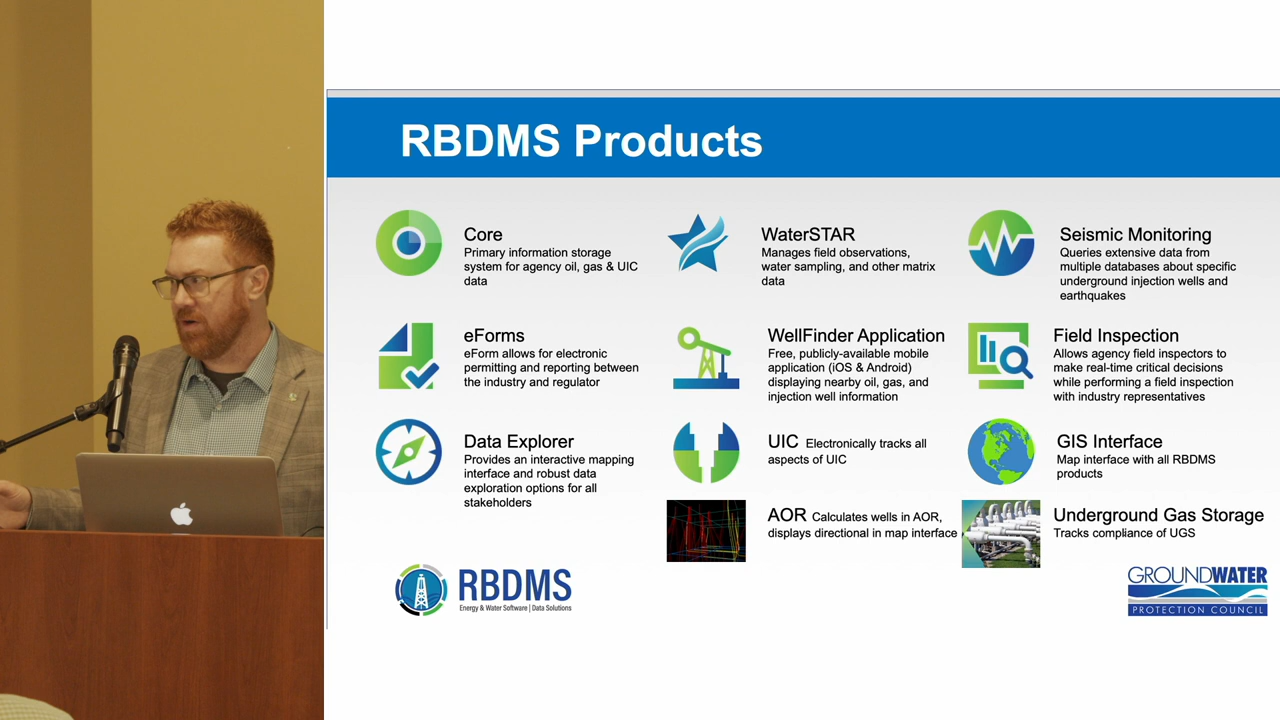 RBDMS Products
Core
Primary information storage
system for agency oil, gas & UIC
data
WaterSTAR
Manages field observations,
water sampling, and other matrix
data
Seismic Monitoring
Queries extensive data from
multiple databases about specific
underground injection wells and
earthquakes
eForms
eForm allows for electronic
permitting and reporting between
the industry and regulator
WellFinder Application
Free, publicly-available mobile
application (iOS & Android)
displaying nearby oil, gas, and
injection well information
Field Inspection
Allows agency field inspectors to
make real-time critical decisions
while performing a field inspection
with industry representatives
Data Explorer
Provides an interactive mapping
interface and robust data
exploration options for all
stakeholders
UIC Electronically tracks all
aspects of UIC
GIS Interface
Map interface with all RBDMS
products
AOR Calculates wells in AOR,
displays directional in map interface
Underground Gas Storage
Tracks compliance of UGS
RBDMS
Energy & Water Software | Data Solutions
GROUNDWATER
PROTECTION COUNCIL